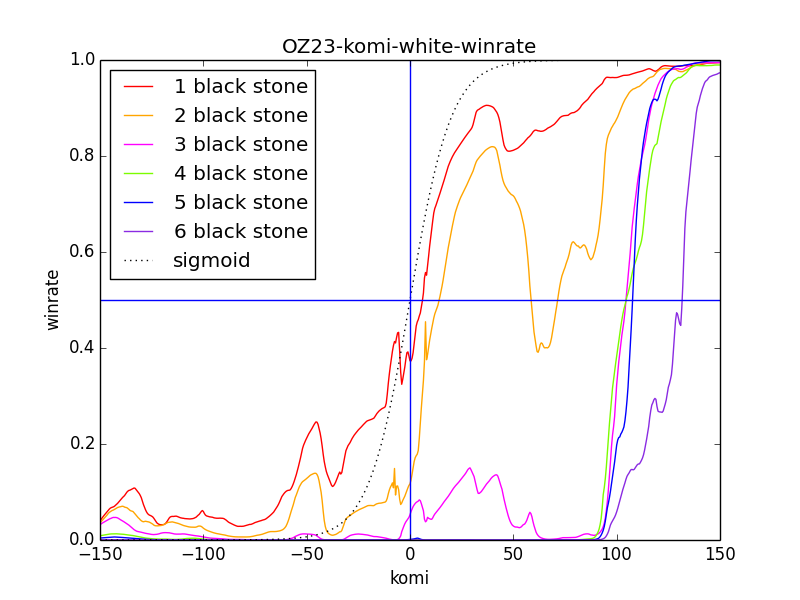 OZ23-komi-white-winrate
1.0
0.8
0.6
0.4
0.2
0.0
winrate
1 black stone
2 black stone
3 black stone
4 black stone
5 black stone
6 black stone
sigmoid
−150 −100 −50 0 50 100 150
komi